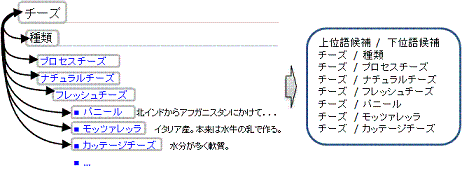 チーズ
種類
プロセスチーズ
ナチュラルチーズ
フレッシュチーズ
■ パニール 北インドからアフガニスタンにかけて...
■ モッツァレッラ イタリア産。本来は水牛の乳で作る。
■ カッテージチーズ 水分が多く軟質。
■ ...
上位語候補 / 下位語候補
チーズ / 種類
チーズ / プロセスチーズ
チーズ / ナチュラルチーズ
チーズ / フレッシュチーズ
チーズ / パニール
チーズ / モッツァレラ
チーズ / カッテージチーズ